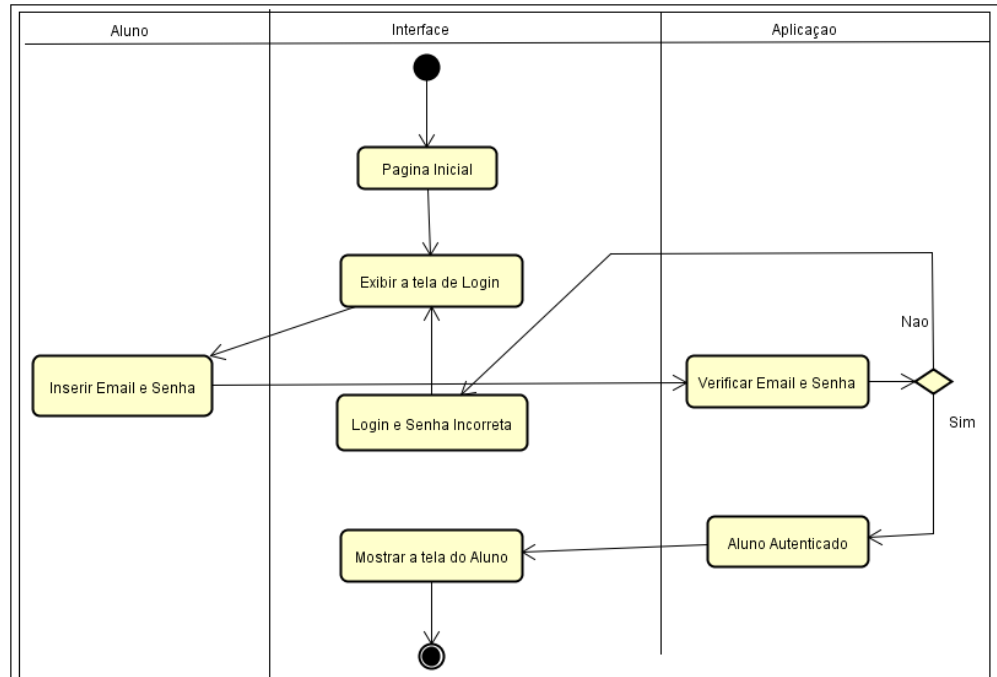 Aluno
Interface
Aplicaçao
Pagina Inicial
Exibir a tela de Login
Nao
Inserir Email e Senha
Verificar Email e Senha
Login e Senha Incorreta
Sim
Mostrar a tela do Aluno
Aluno Autenticado